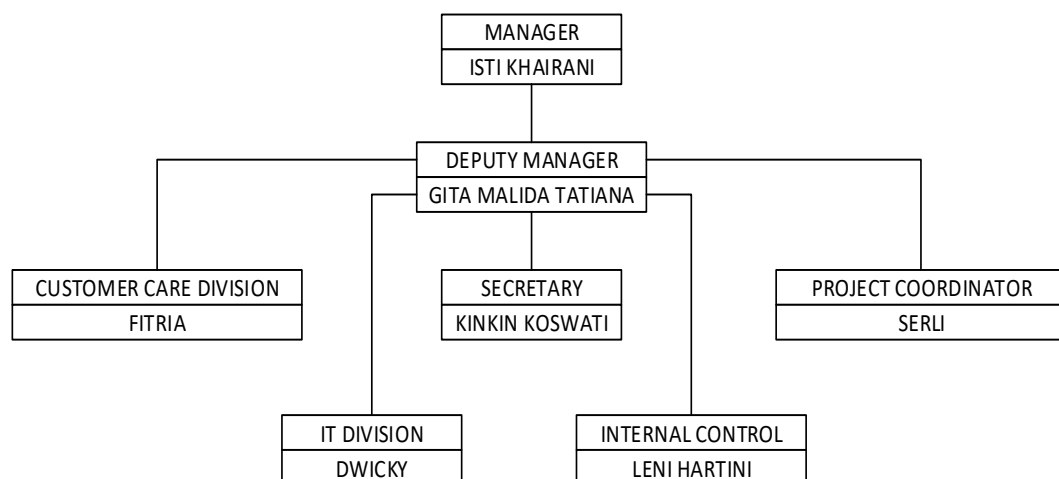 MANAGER
ISTI KHAIRANI
DEPUTY MANAGER
GITA MALIDA TATIANA
CUSTOMER CARE DIVISION
FITRIA
SECRETARY
KINKIN KOSWATI
PROJECT COORDINATOR
SERLI
IT DIVISION
DWICKY
INTERNAL CONTROL
LENI HARTINI